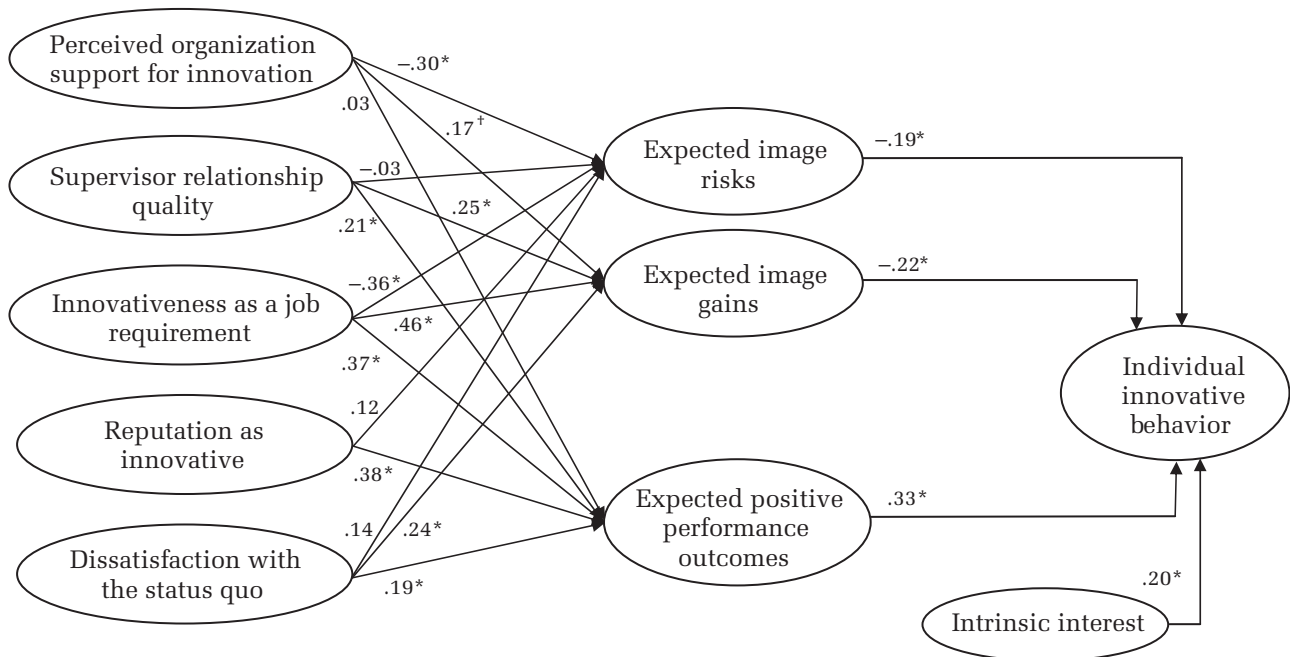 Perceived organization
support for innovation
–.30*
.03
.17†
Supervisor relationship
quality
–.03
.25*
.21*
Innovativeness as a job
requirement
–.36*
.46*
.37*
Reputation as
innovative
.12
.38*
Dissatisfaction with
the status quo
.14
.24*
.19*
Expected image
risks
–.19*
Expected image
gains
–.22*
Expected positive
performance
outcomes
.33*
Individual
innovative
behavior
Intrinsic interest
.20*